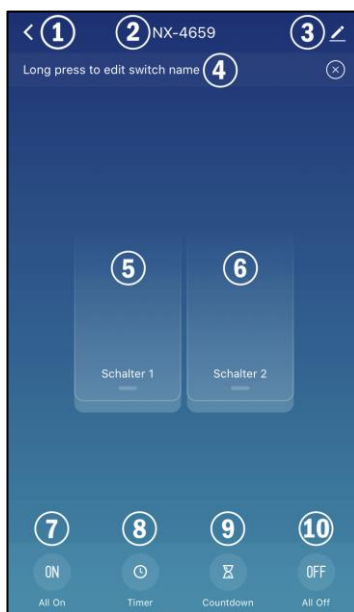 1 2 NX-4659 3
Long press to edit switch name 4
5 6
Schalter 1 Schalter 2
7 8 9 10
ON OFF
All On Timer Countdown All Off